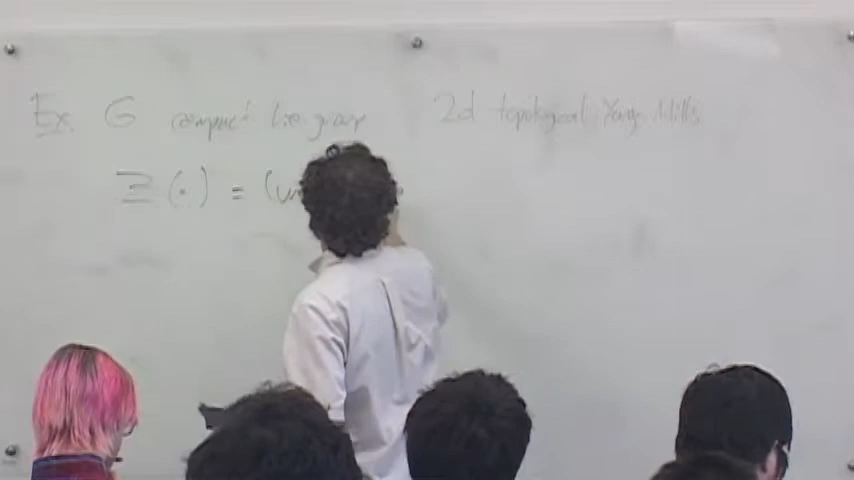 Ex. G compact Lie group 2d topological Yang Mills
Z (·) = (